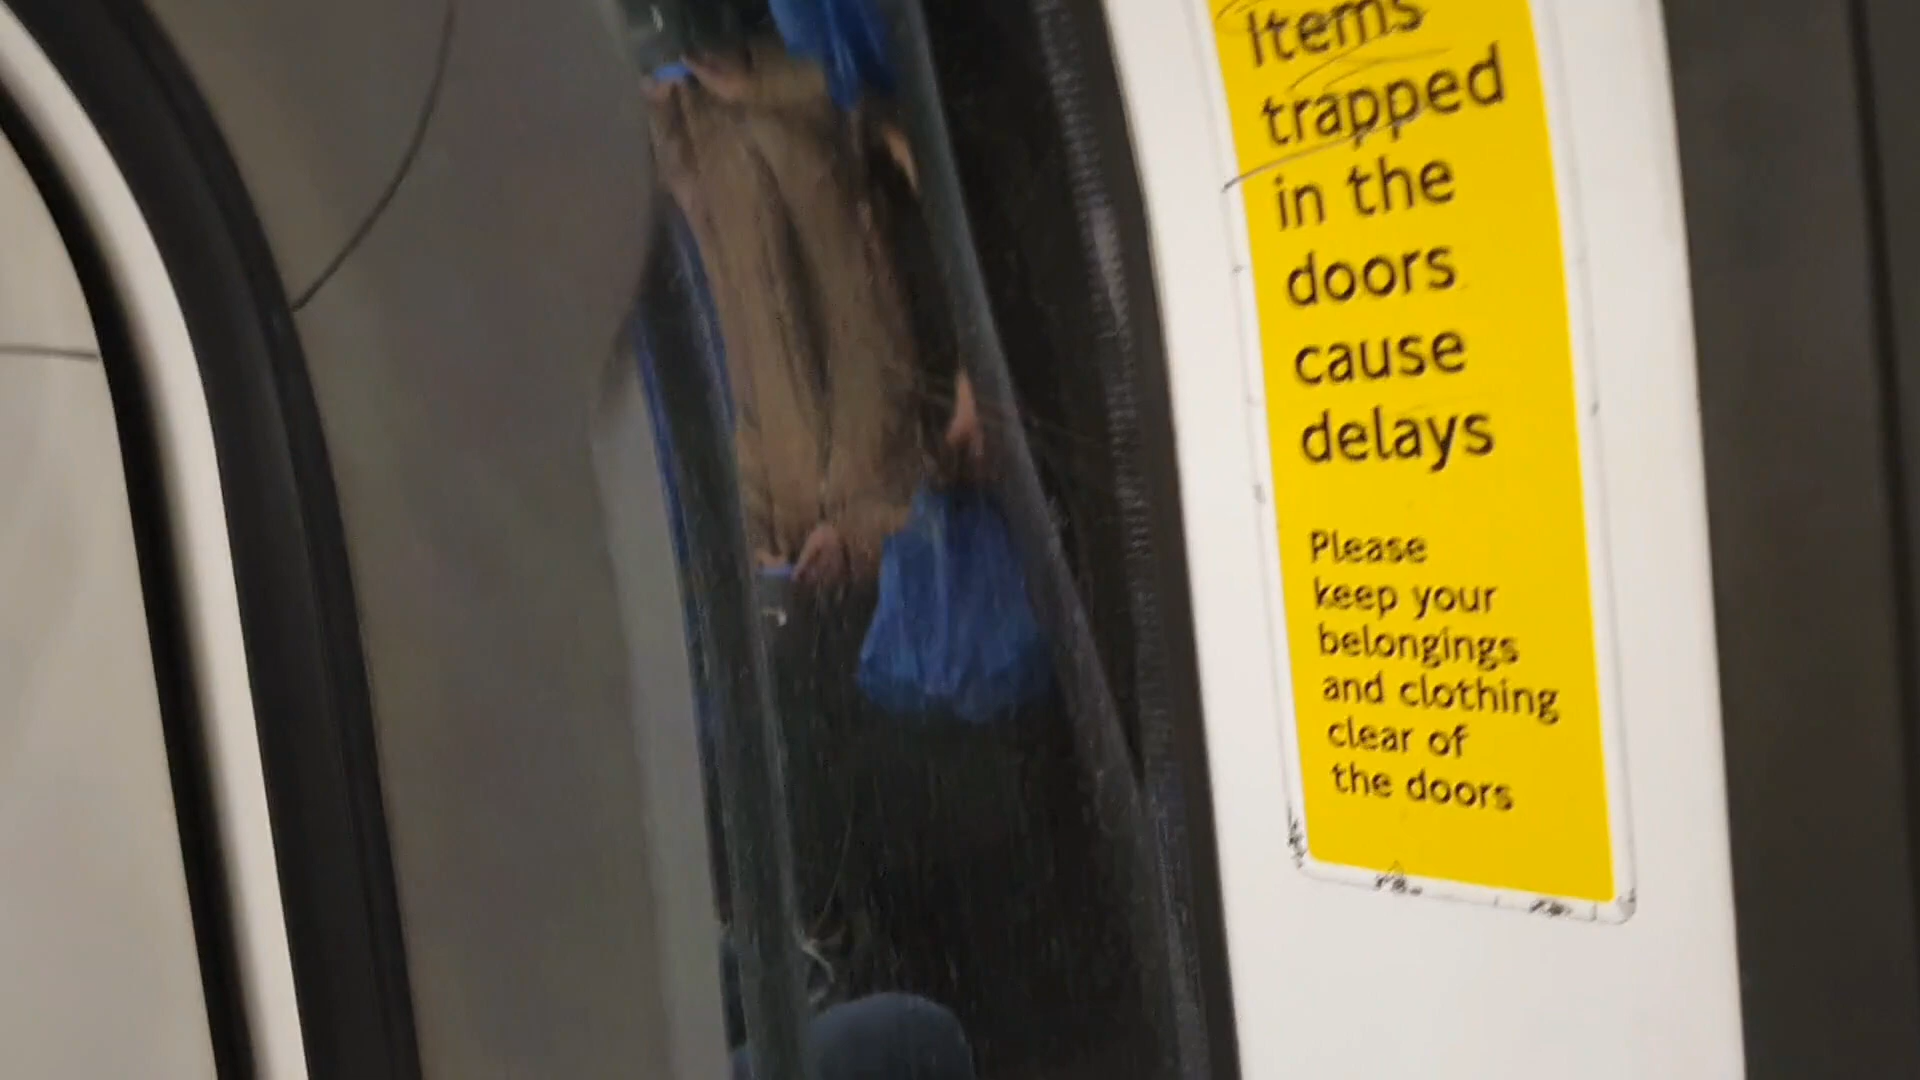 Items
trapped
in the
doors
cause
delays
Please
keep your
belongings
and clothing
clear of
the doors